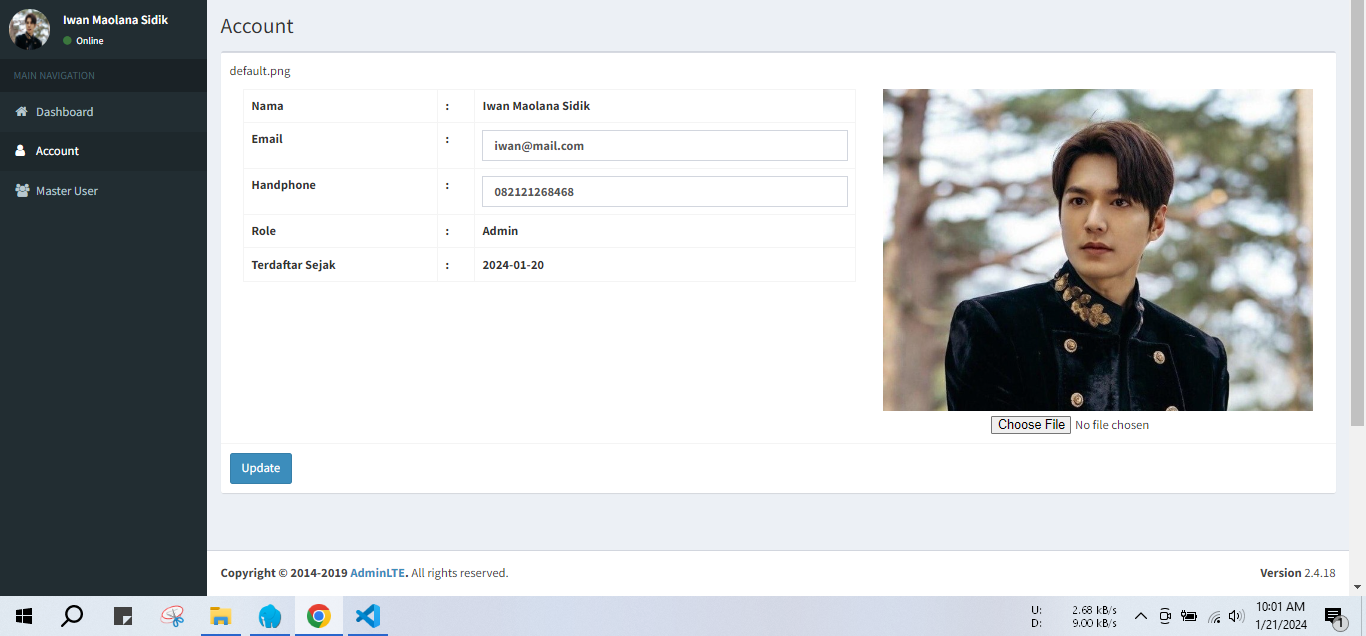 Iwan Maolana Sidik
Online
MAIN NAVIGATION
Dashboard
Account
Master User
Account
default.png
Nama : Iwan Maolana Sidik
Email : iwan@mail.com
Handphone : 082121268468
Role : Admin
Terdaftar Sejak : 2024-01-20
Choose File No file chosen
Update
Copyright © 2014-2019 AdminLTE. All rights reserved.
Version 2.4.18
U: 2.68 kB/s
D: 9.00 kB/s
10:01 AM
1/21/2024
1